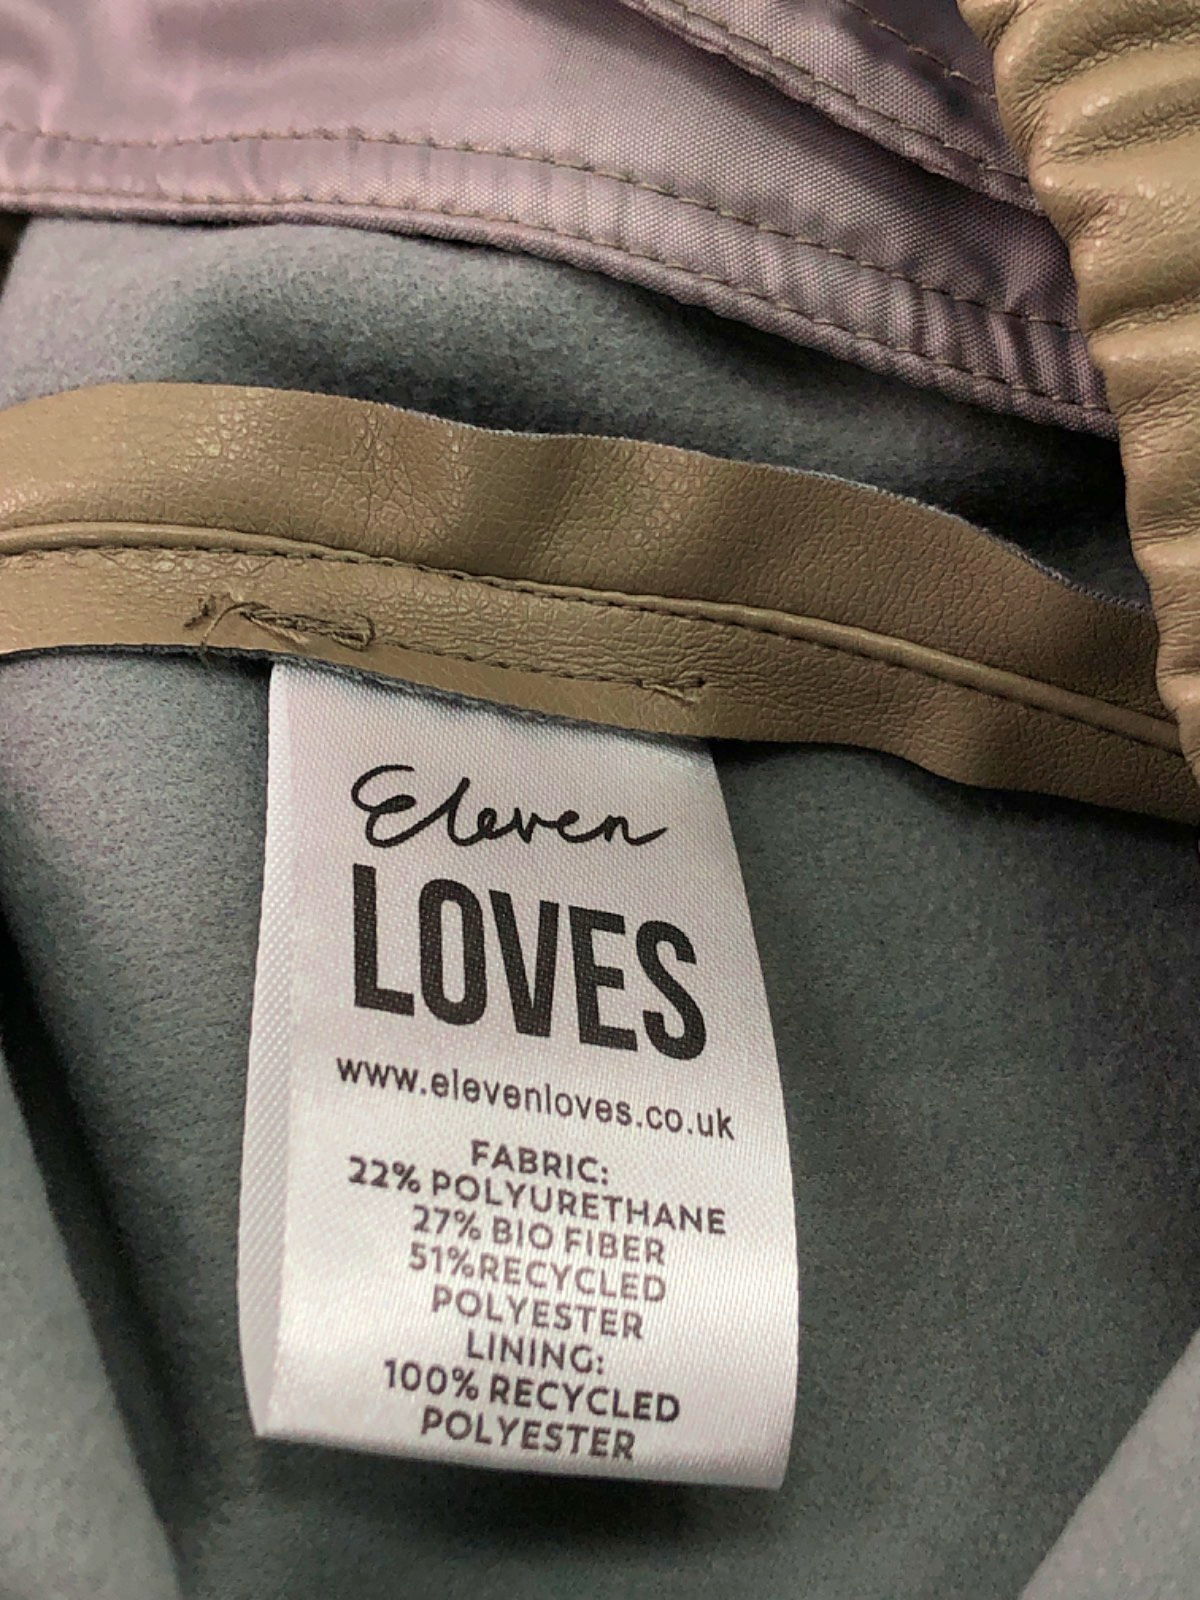 Eleven
LOVES
www.elevenloves.co.uk
FABRIC:
22% POLYURETHANE
27% BIO FIBER
51%RECYCLED
POLYESTER
LINING:
100% RECYCLED
POLYESTER